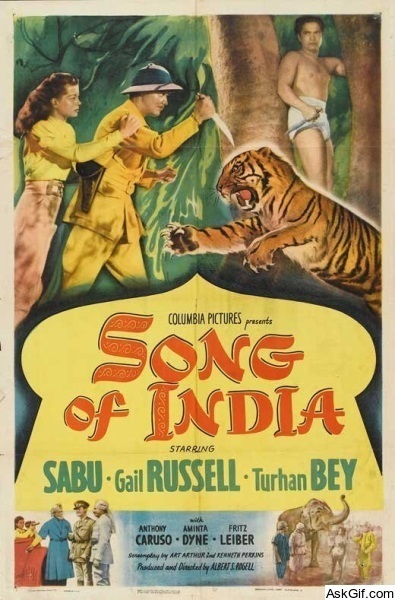 COLUMBIA PICTURES presents
SONG
OF INDIA
STARRING
SABU · Gail RUSSELL · Turhan BEY
with
ANTHONY CARUSO · AMINTA DYNE · FRITZ LEIBER
Screenplay by ART ARTHUR and KENNETH PERKINS
Produced and Directed by ALBERT S. ROGELL
AskGif.com